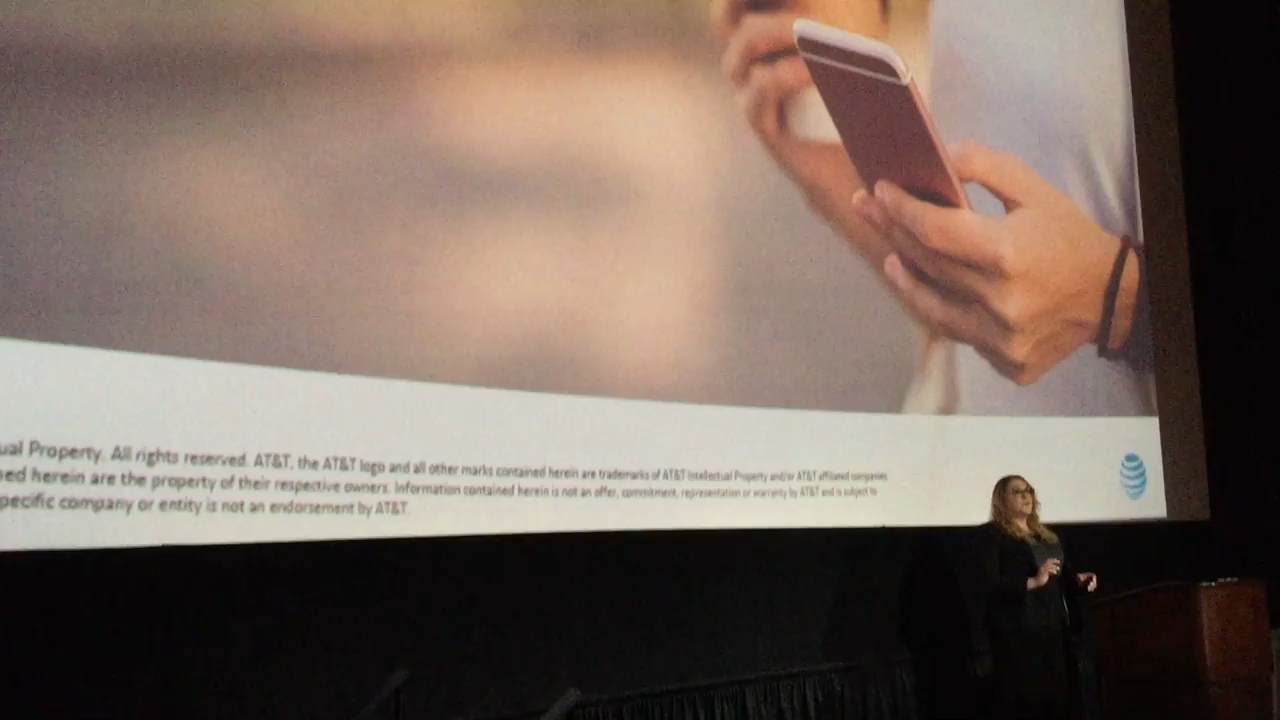 ual Property. All rights reserved. AT&T, the AT&T logo and all other marks contained herein are trademarks of AT&T Intellectual Property and/or AT&T affiliated companies
ed herein are the property of their respective owners. Information contained herein is not an offer, commitment, representation or warranty by AT&T and is subject to
pecific company or entity is not an endorsement by AT&T.